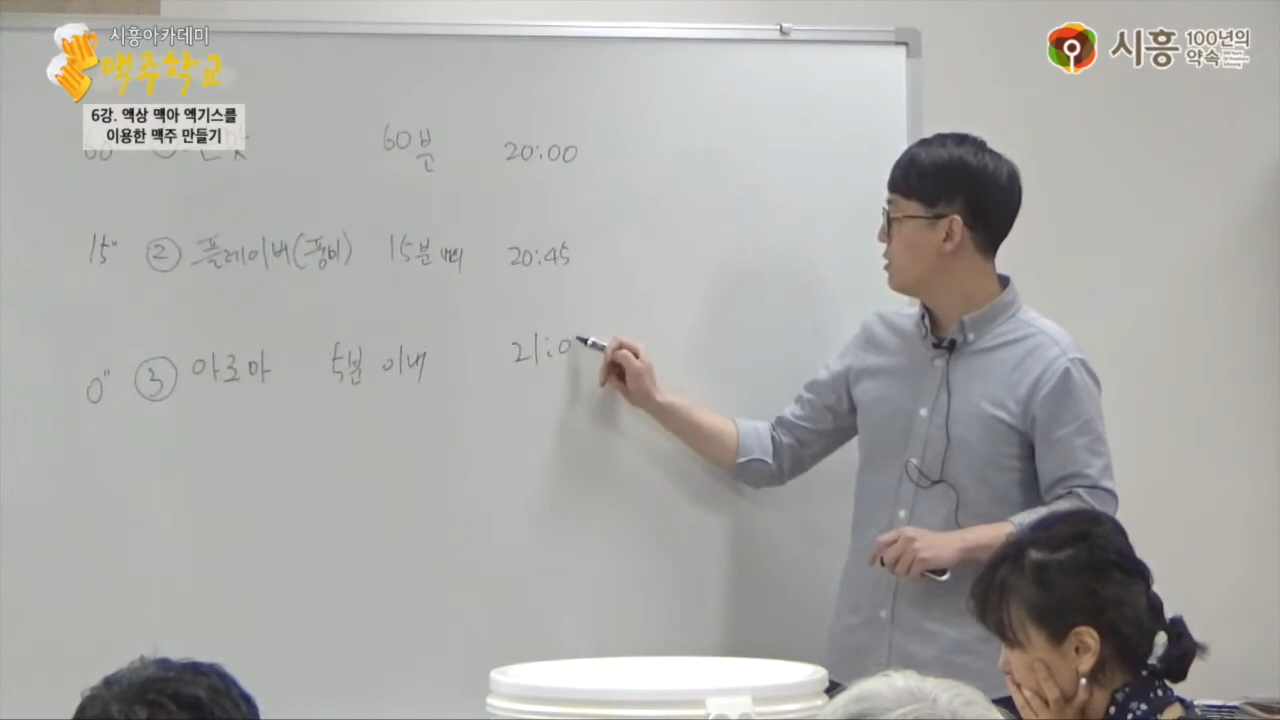 시흥아카데미
맥주학교
6강. 액상 맥아 엑기스를
이용한 맥주 만들기
시흥 100년의 약속
60분 20:00
15" ② 플레이버(풍미) 15분 20:45
0" ③ 아로마 5분 이내 21:0